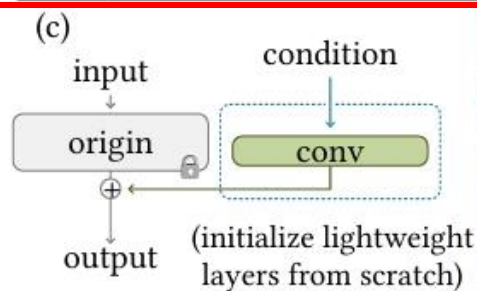 (c)
input
condition
origin
conv
+
output
(initialize lightweight
layers from scratch)